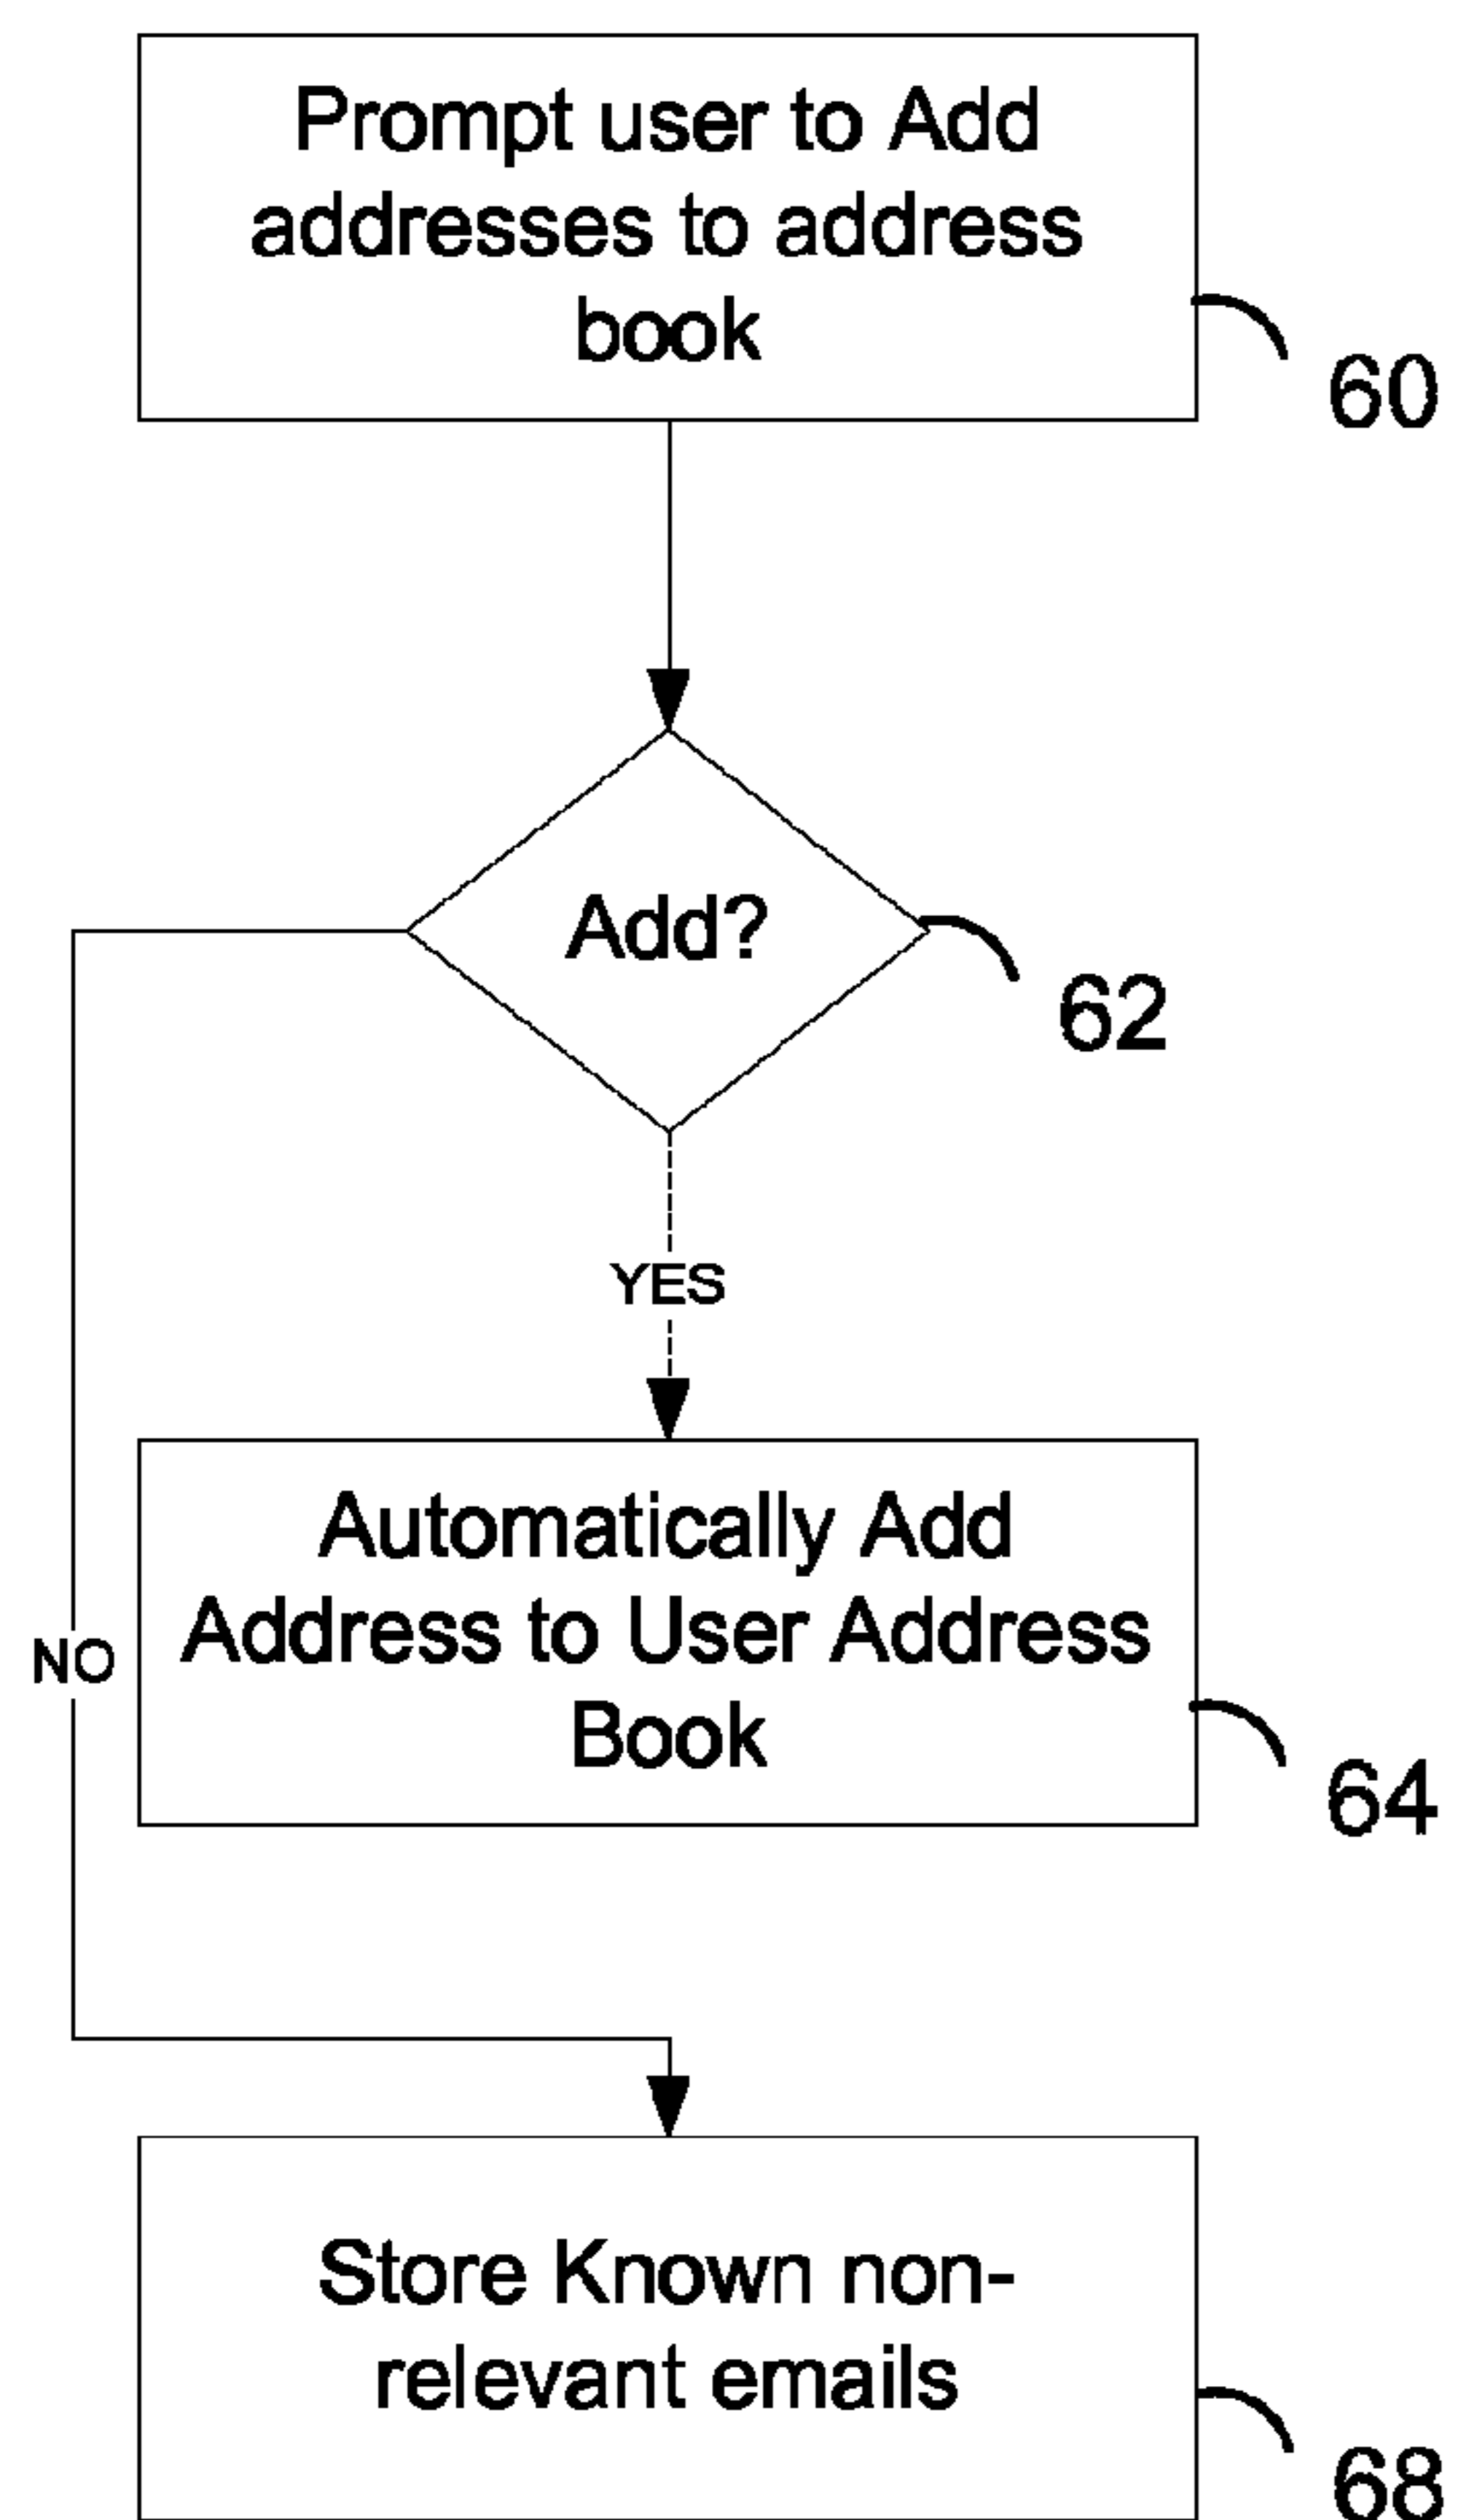 Prompt user to Add
addresses to address
book
60
Add?
62
YES
Automatically Add
Address to User Address
Book
NO
64
Store Known non-
relevant emails
68